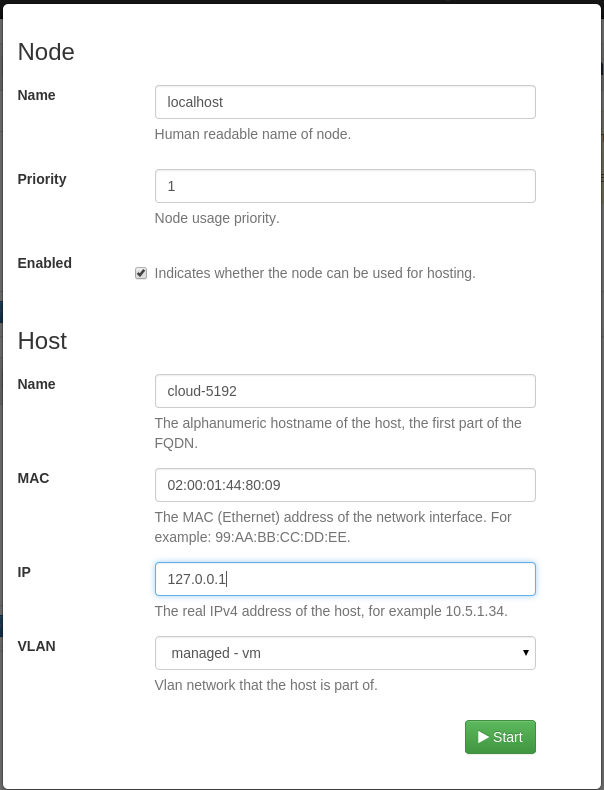 Node
Name
localhost
Human readable name of node.
Priority
1
Node usage priority.
Enabled
Indicates whether the node can be used for hosting.
Host
Name
cloud-5192
The alphanumeric hostname of the host, the first part of the
FQDN.
MAC
02:00:01:44:80:09
The MAC (Ethernet) address of the network interface. For
example: 99:AA:BB:CC:DD:EE.
IP
127.0.0.1
The real IPv4 address of the host, for example 10.5.1.34.
VLAN
managed - vm
Vlan network that the host is part of.
Start